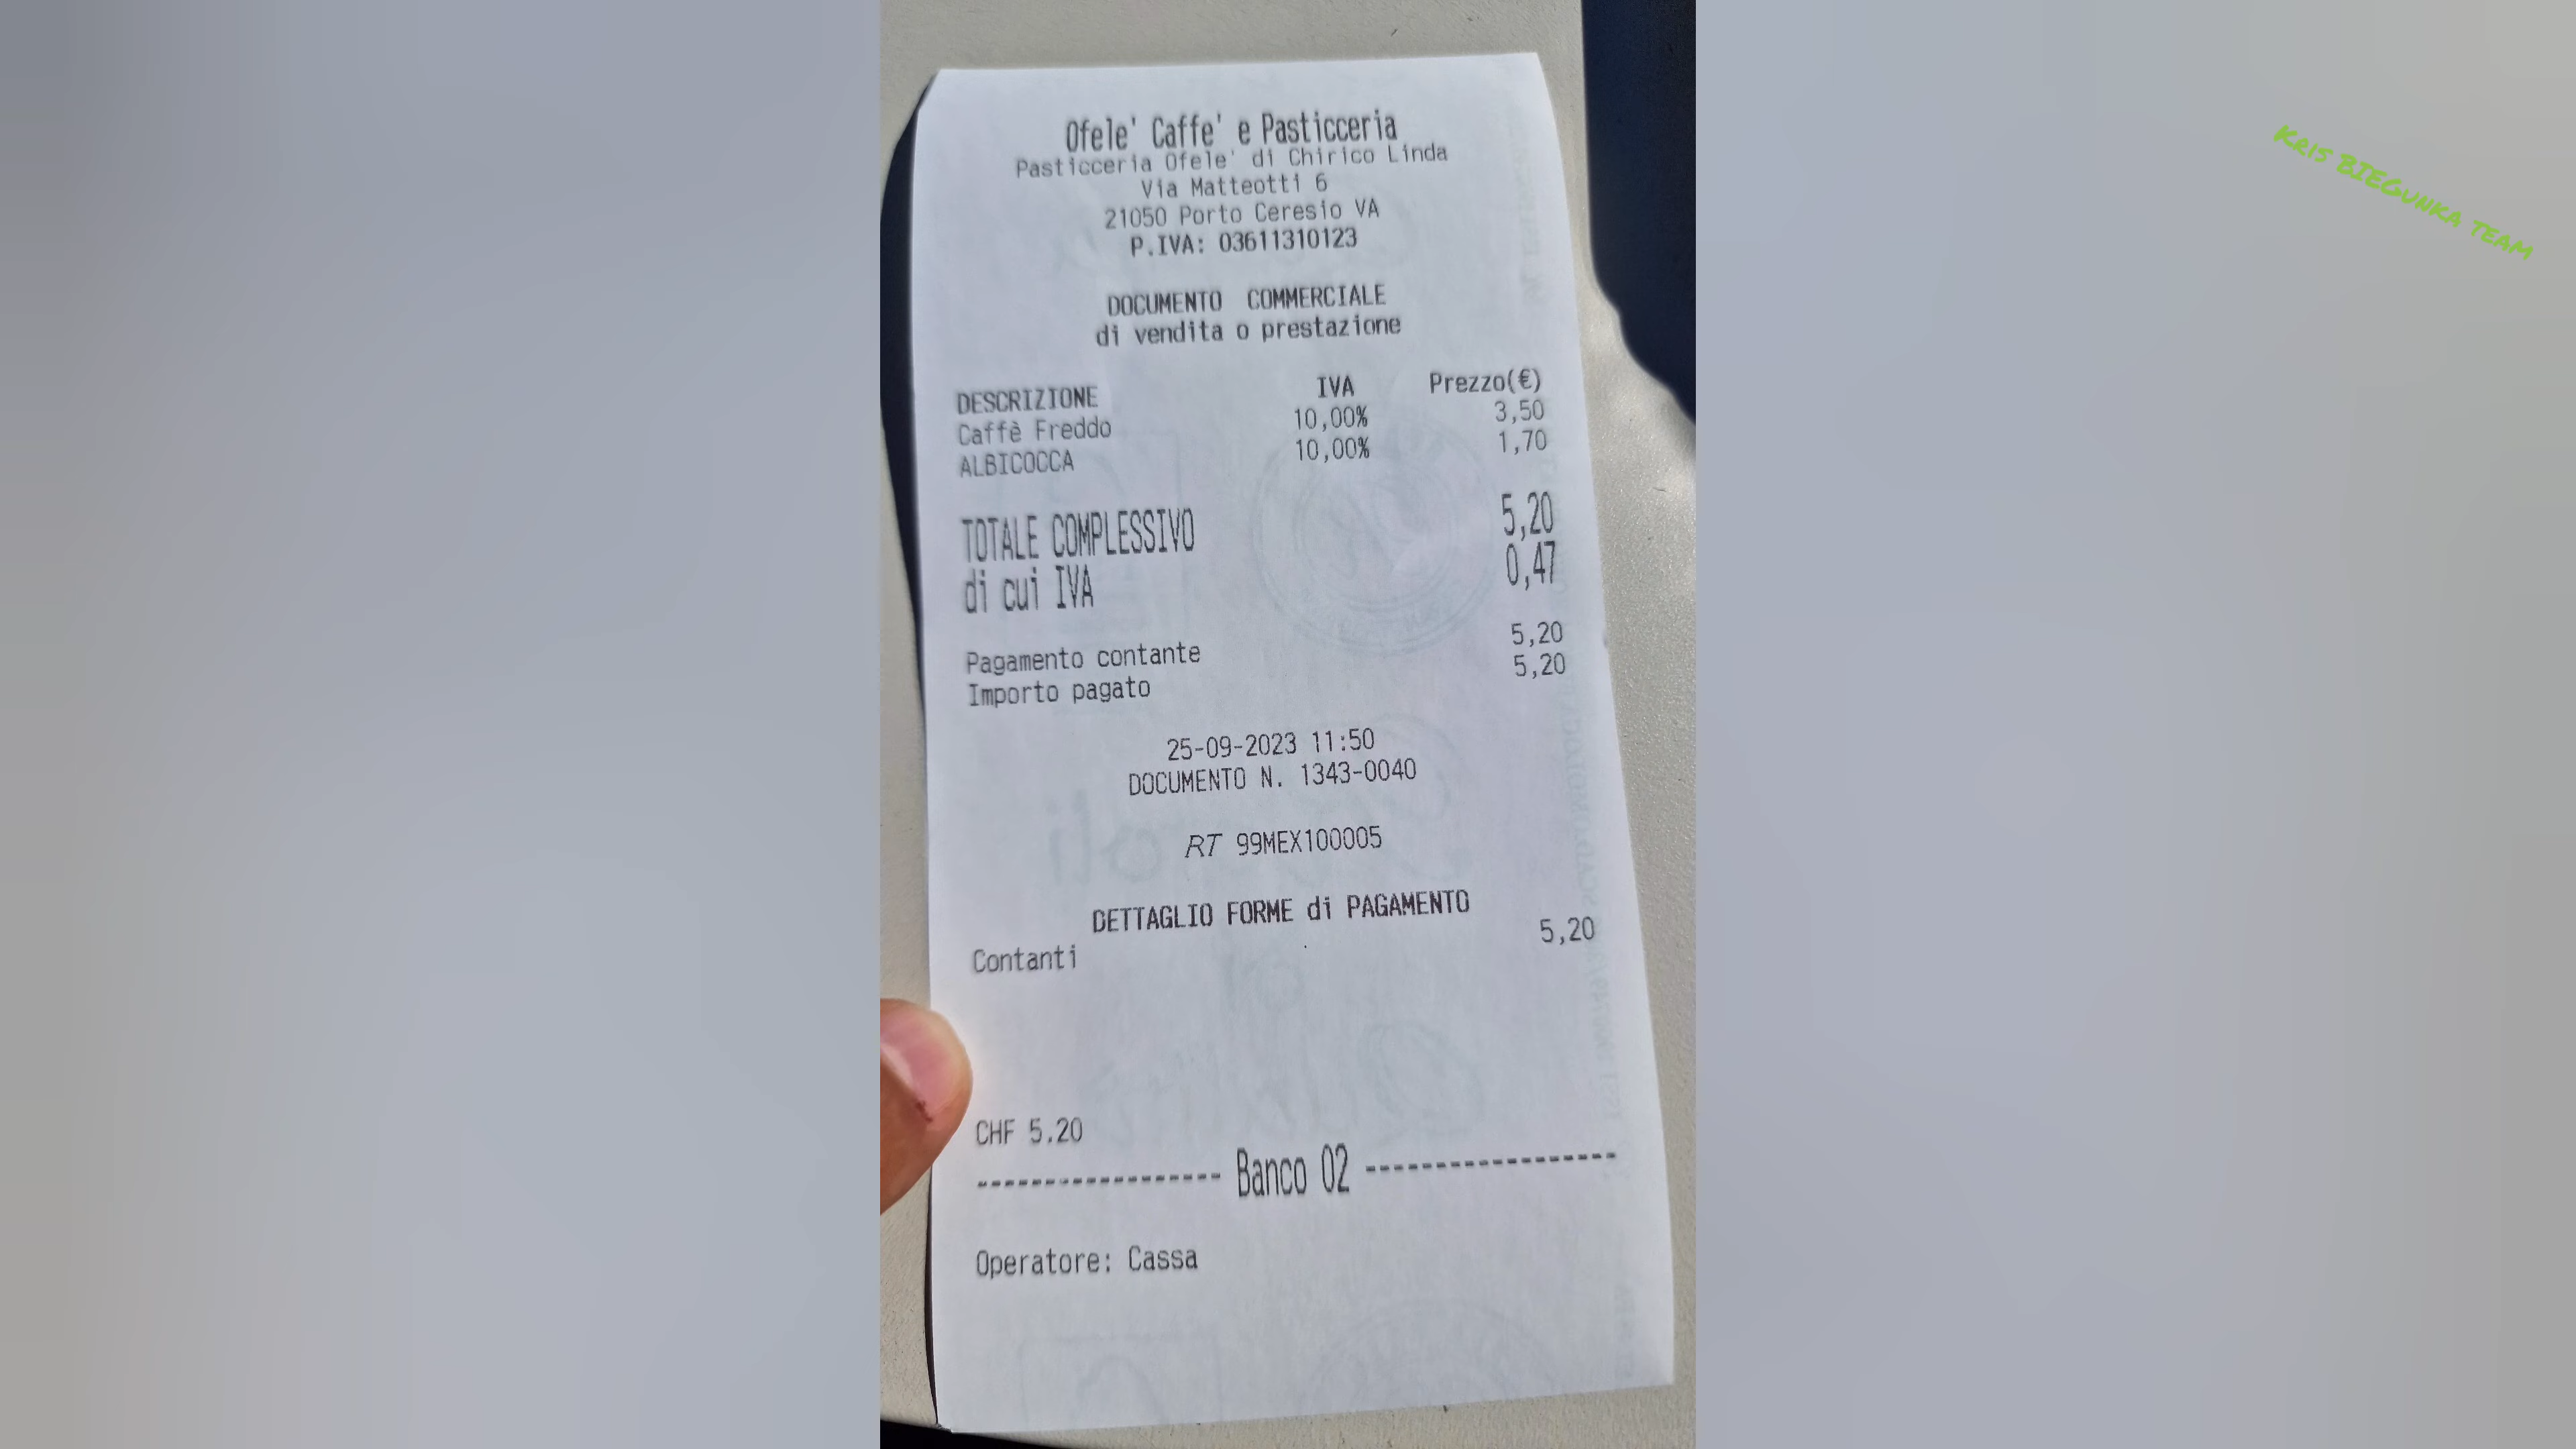 Ofele' Caffe' e Pasticceria
Pasticceria Ofele' di Chirico Linda
Via Matteotti 6
21050 Porto Ceresio VA
P.IVA: 03611310123
DOCUMENTO COMMERCIALE
di vendita o prestazione
DESCRIZIONE IVA Prezzo(€)
Caffè Freddo 10,00% 3,50
ALBICOCCA 10,00% 1,70
TOTALE COMPLESSIVO 5,20
di cui IVA 0,47
Pagamento contante 5,20
Importo pagato 5,20
25-09-2023 11:50
DOCUMENTO N. 1343-0040
RT 99MEX100005
DETTAGLIO FORME di PAGAMENTO
Contanti 5,20
CHF 5.20
------------------ Banco 02 ------------------
Operatore: Cassa
KRIS BIEGUNKA TEAM